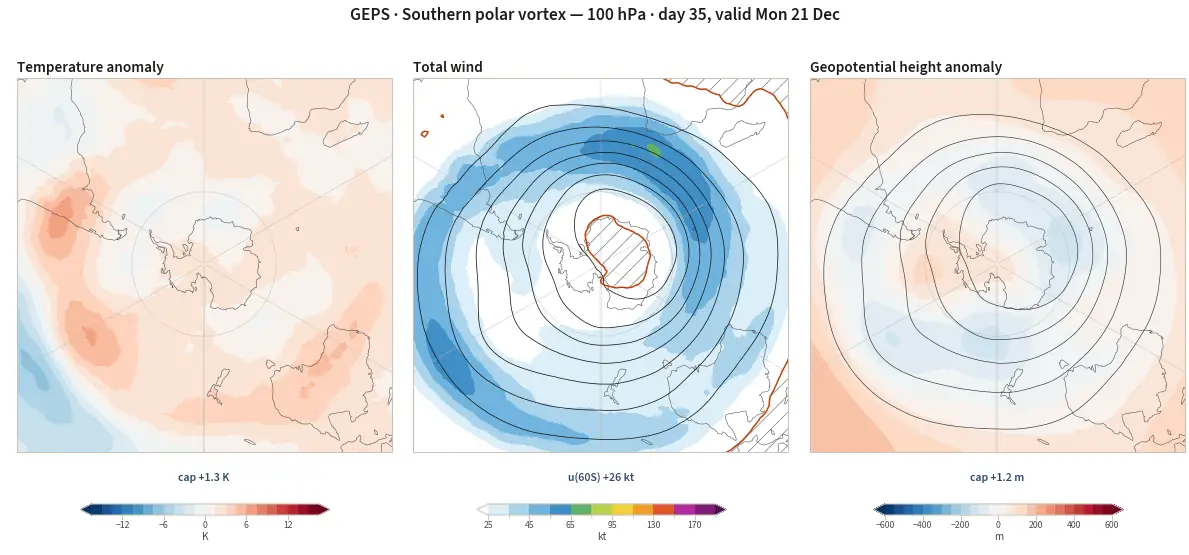 GEPS · Southern polar vortex — 100 hPa · day 35, valid Mon 21 Dec
Temperature anomaly
Total wind
Geopotential height anomaly
cap +1.3 K
u(60S) +26 kt
cap +1.2 m
−12 −6 0 6 12
K
25 45 65 95 130 170
kt
−600 −400 −200 0 200 400 600
m